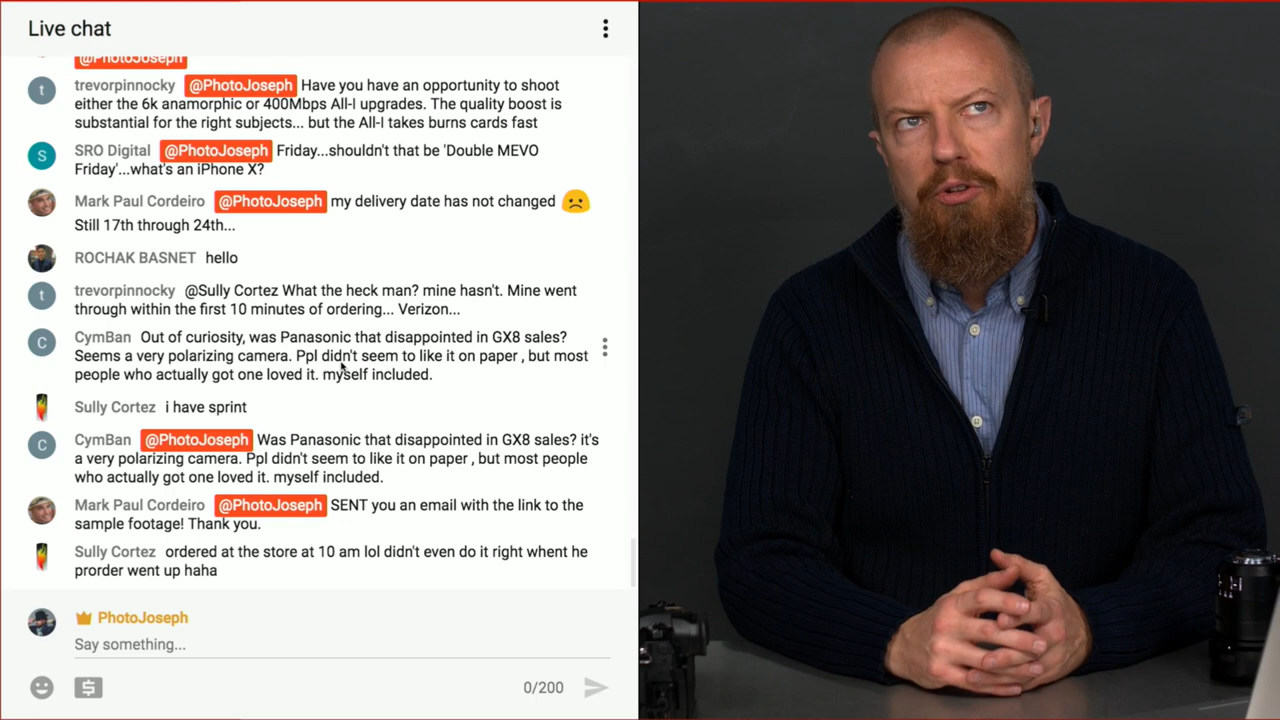 Live chat
@PhotoJoseph
trevorpinnocky @PhotoJoseph Have you have an opportunity to shoot
either the 6k anamorphic or 400Mbps All-I upgrades. The quality boost is
substantial for the right subjects... but the All-I takes burns cards fast
SRO Digital @PhotoJoseph Friday...shouldn't that be 'Double MEVO
Friday'...what's an iPhone X?
Mark Paul Cordeiro @PhotoJoseph my delivery date has not changed
Still 17th through 24th...
ROCHAK BASNET hello
trevorpinnocky @Sully Cortez What the heck man? mine hasn't. Mine went
through within the first 10 minutes of ordering... Verizon...
CymBan Out of curiosity, was Panasonic that disappointed in GX8 sales?
Seems a very polarizing camera. Ppl didn't seem to like it on paper , but most
people who actually got one loved it. myself included.
Sully Cortez i have sprint
CymBan @PhotoJoseph Was Panasonic that disappointed in GX8 sales? it's
a very polarizing camera. Ppl didn't seem to like it on paper , but most people
who actually got one loved it. myself included.
Mark Paul Cordeiro @PhotoJoseph SENT you an email with the link to the
sample footage! Thank you.
Sully Cortez ordered at the store at 10 am lol didn't even do it right whent he
prorder went up haha
PhotoJoseph
Say something...
0/200